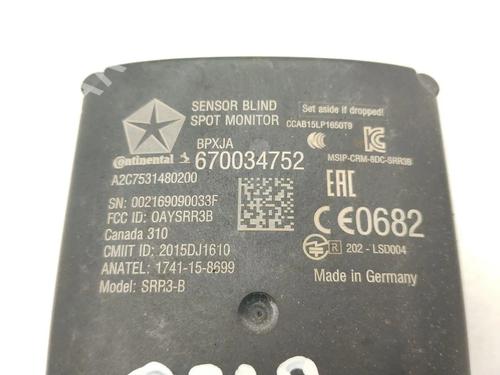 SENSOR BLIND
SPOT MONITOR
Set aside if dropped!
CCAB15LP1650T9
BPXJA
Continental
670034752
MSIP-CRM-8DC-SRR3B
A2C7531480200
EAC
SN: 002169090033F
FCC ID: OAYSRR3B
CE0682
Canada 310
CMIIT ID: 2015DJ1610
R 202-LSD004
ANATEL: 1741-15-8699
Made in Germany
Model: SRR3-B